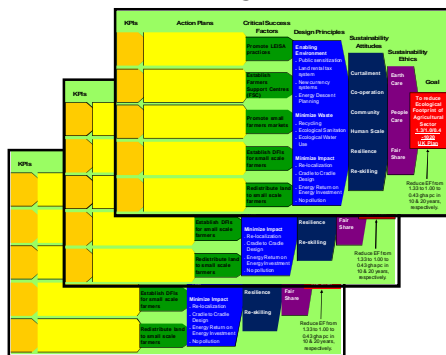 KPIs
Action Plans
Critical Success
Factors
Design Principles
Sustainability
Attitudes
Sustainability
Ethics
Goal
Promote LEISA
practices
Establish
Farmers
Support Centres (FSC)
Promote small
farmers markets
Establish DFIs
for small scale
farmers
Redistribute land
to small scale
farmers
Enabling
Environment
- Public sensitization
- Land rental tax
system
- New currency
systems
- Energy Descent
Planning
Minimize Waste
- Recycling
- Ecological Sanitation
- Ecological Water
Use
Minimize Impact
- Re-localization
- Cradle to Cradle
Design
- Energy Return on
Energy Investment
- No pollution
Curtailment
Co-operation
Community
Human Scale
Resilience
Re-skilling
Earth
Care
People
Care
Fair
Share
To reduce
Ecological
Footprint of
Agricultural
Sector
UK Plan
Reduce EF from
1.33 to 1.00 to
0.43 gha pc in
10 & 20 years,
respectively.
KPIs
Establish DFIs
for small scale
farmers
Redistribute land
to small scale
farmers
Minimize Impact
- Re-localization
- Cradle to Cradle
Design
- Energy Return on
Energy Investment
- No pollution
Resilience
Re-skilling
Fair
Share
Reduce EF from
1.33 to 1.00 to
0.43 gha pc in
10 & 20 years,
respectively.
KPIs
Establish DFIs
for small scale
farmers
Redistribute land
to small scale
farmers
Minimize Impact
- Re-localization
- Cradle to Cradle
Design
- Energy Return on
Energy Investment
- No pollution
Resilience
Re-skilling
Fair
Share
Reduce EF from
1.33 to 1.00 to
0.43 gha pc in
10 & 20 years,
respectively.